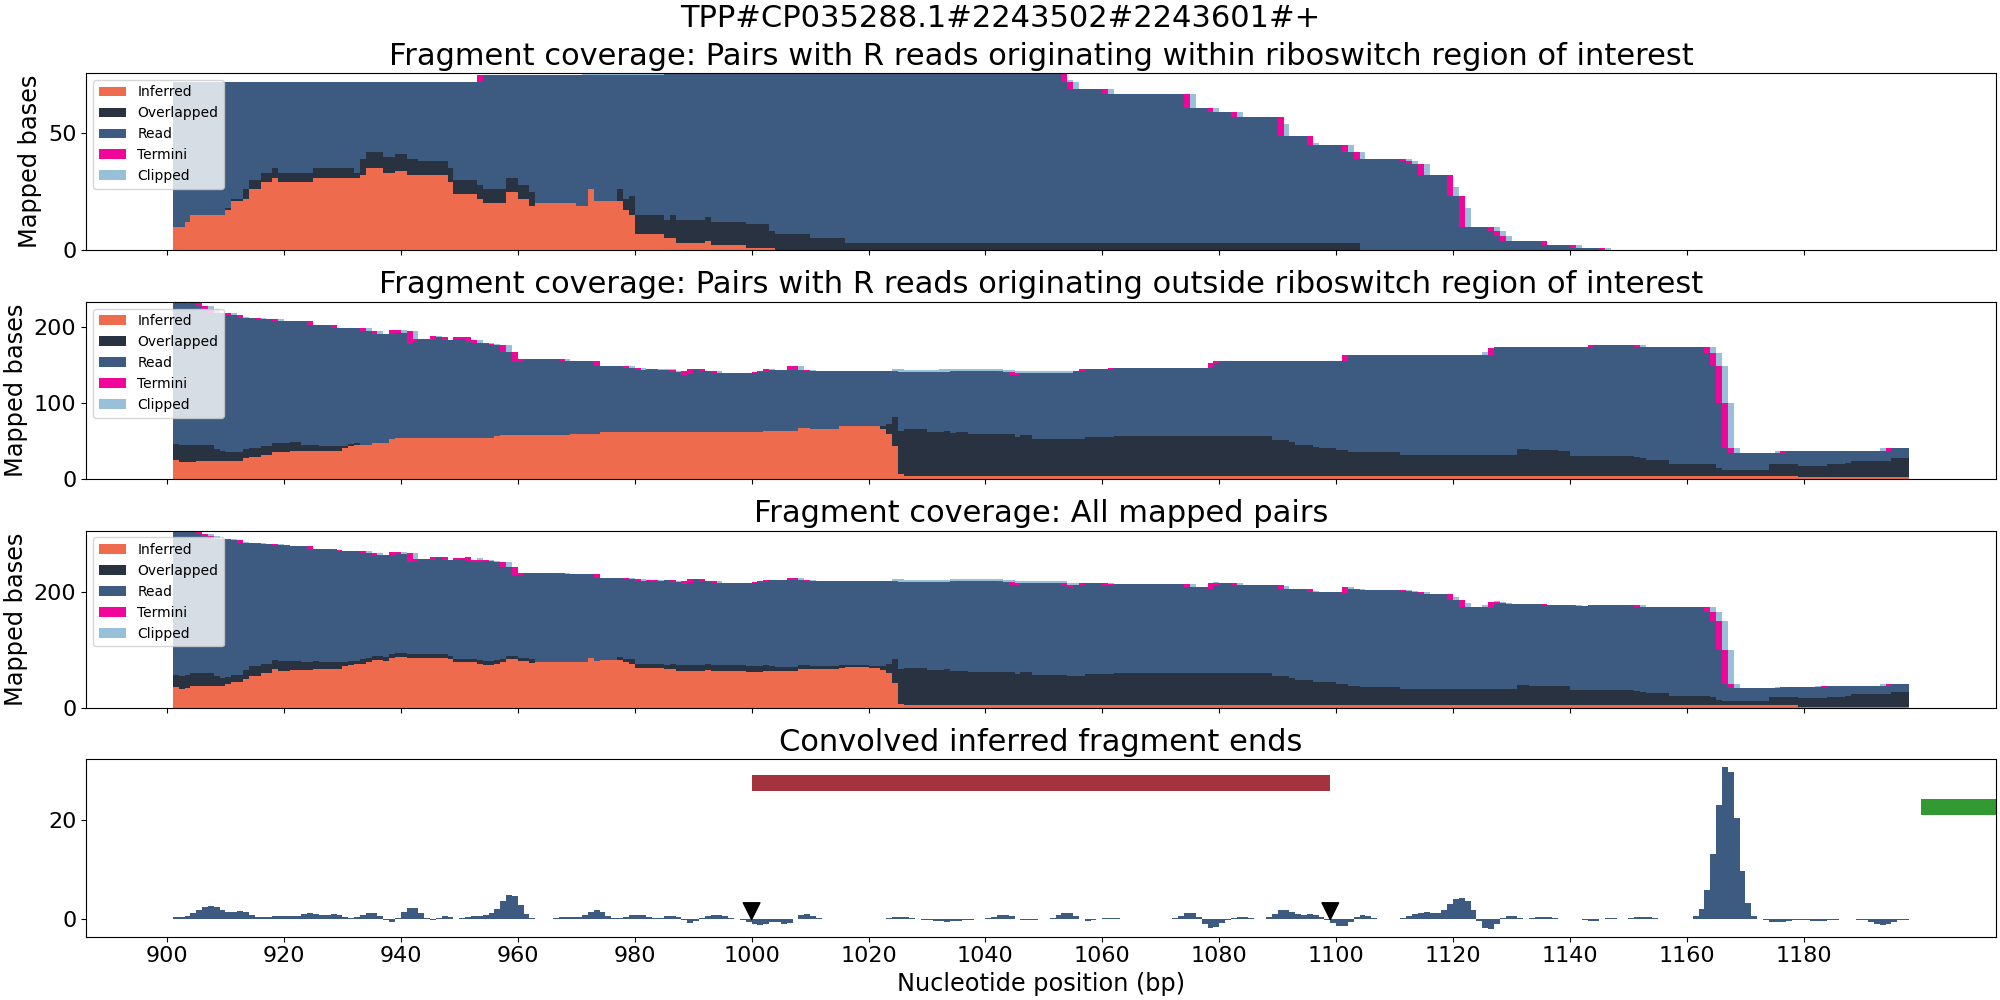 TPP#CP035288.1#2243502#2243601#+
Fragment coverage: Pairs with R reads originating within riboswitch region of interest
Mapped bases
50
0
Inferred
Overlapped
Read
Termini
Clipped
Fragment coverage: Pairs with R reads originating outside riboswitch region of interest
Mapped bases
200
100
0
Inferred
Overlapped
Read
Termini
Clipped
Fragment coverage: All mapped pairs
Mapped bases
200
0
Inferred
Overlapped
Read
Termini
Clipped
Convolved inferred fragment ends
20
0
900 920 940 960 980 1000 1020 1040 1060 1080 1100 1120 1140 1160 1180
Nucleotide position (bp)